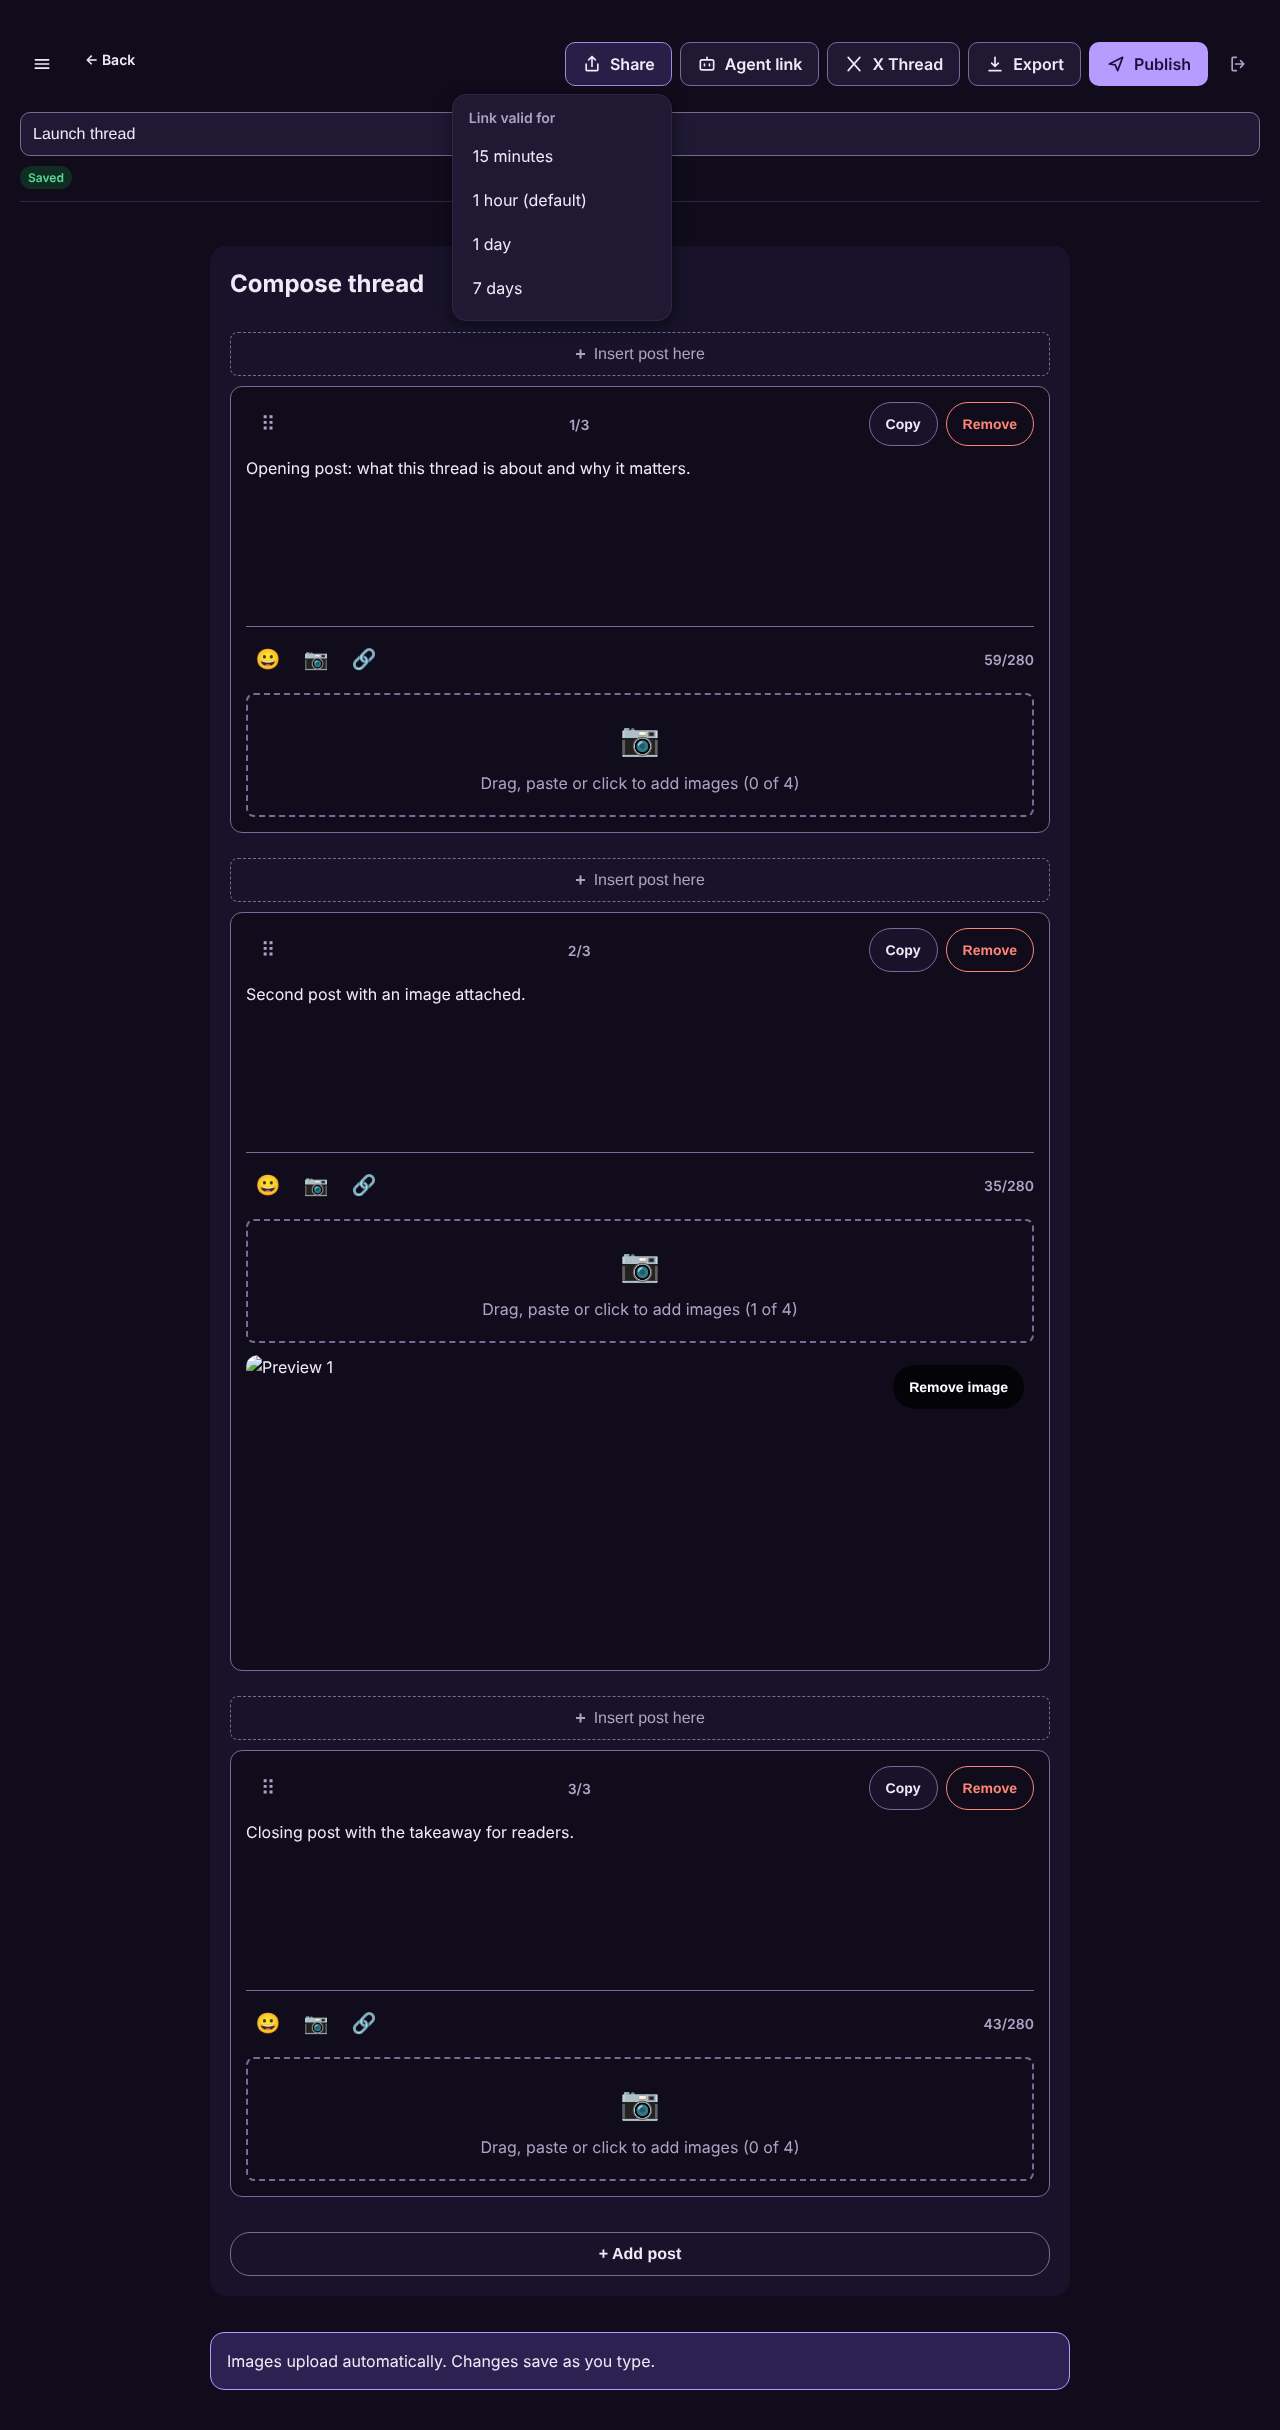 ← Back
Share
Agent link
X Thread
Export
Publish
Link valid for
15 minutes
1 hour (default)
1 day
7 days
Launch thread
Saved
Compose thread
+ Insert post here
1/3
Copy
Remove
Opening post: what this thread is about and why it matters.
59/280
Drag, paste or click to add images (0 of 4)
+ Insert post here
2/3
Copy
Remove
Second post with an image attached.
35/280
Drag, paste or click to add images (1 of 4)
Preview 1
Remove image
+ Insert post here
3/3
Copy
Remove
Closing post with the takeaway for readers.
43/280
Drag, paste or click to add images (0 of 4)
+ Add post
Images upload automatically. Changes save as you type.